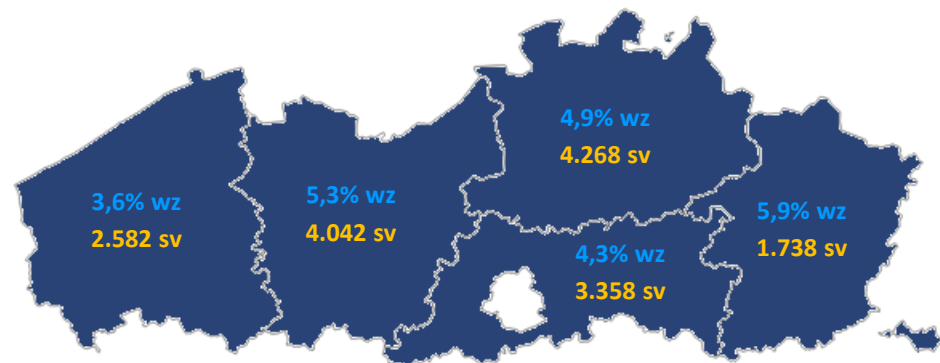 3,6% wz
2.582 sv
5,3% wz
4.042 sv
4,9% wz
4.268 sv
4,3% wz
3.358 sv
5,9% wz
1.738 sv